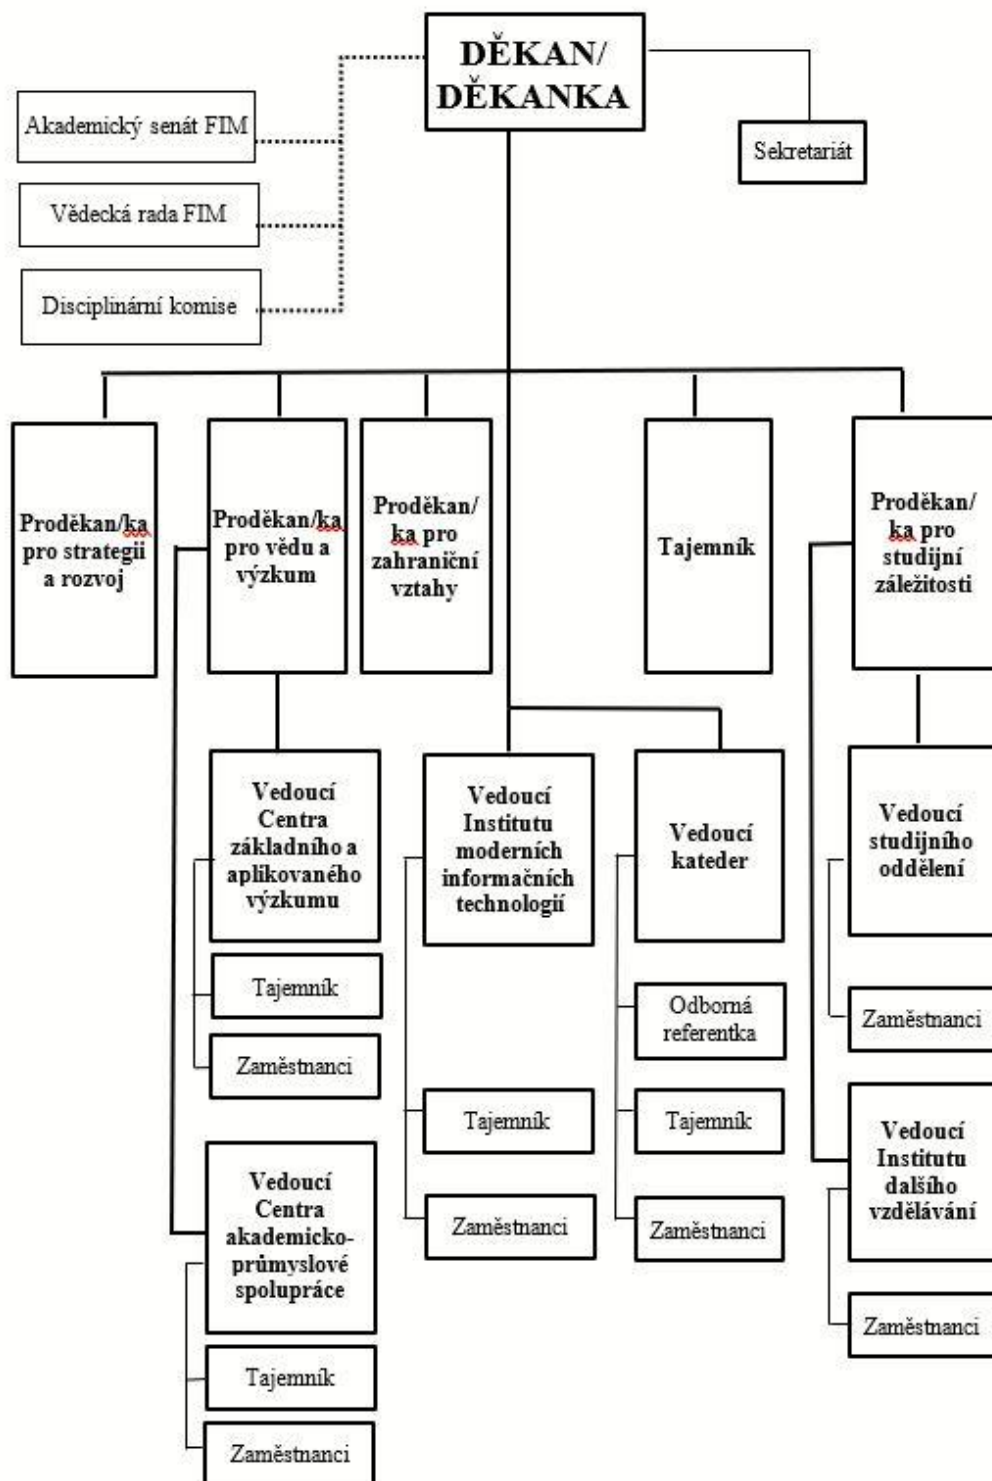 DĚKAN/
DĚKANKA
Akademický senát FIM
Sekretariát
Vědecká rada FIM
Disciplinární komise
Proděkan/ka
pro strategii
a rozvoj
Proděkan/ka
pro vědu a
výzkum
Proděkan/
ka pro
zahraniční
vztahy
Tajemník
Proděkan/
ka pro
studijní
záležitosti
Vedoucí
Centra
základního a
aplikovaného
výzkumu
Tajemník
Zaměstnanci
Vedoucí
Centra
akademicko-
průmyslové
spolupráce
Tajemník
Zaměstnanci
Vedoucí
Institutu
moderních
informačních
technologií
Tajemník
Zaměstnanci
Vedoucí
kateder
Odborná
referentka
Tajemník
Zaměstnanci
Vedoucí
studijního
oddělení
Zaměstnanci
Vedoucí
Institutu
dalšího
vzdělávání
Zaměstnanci